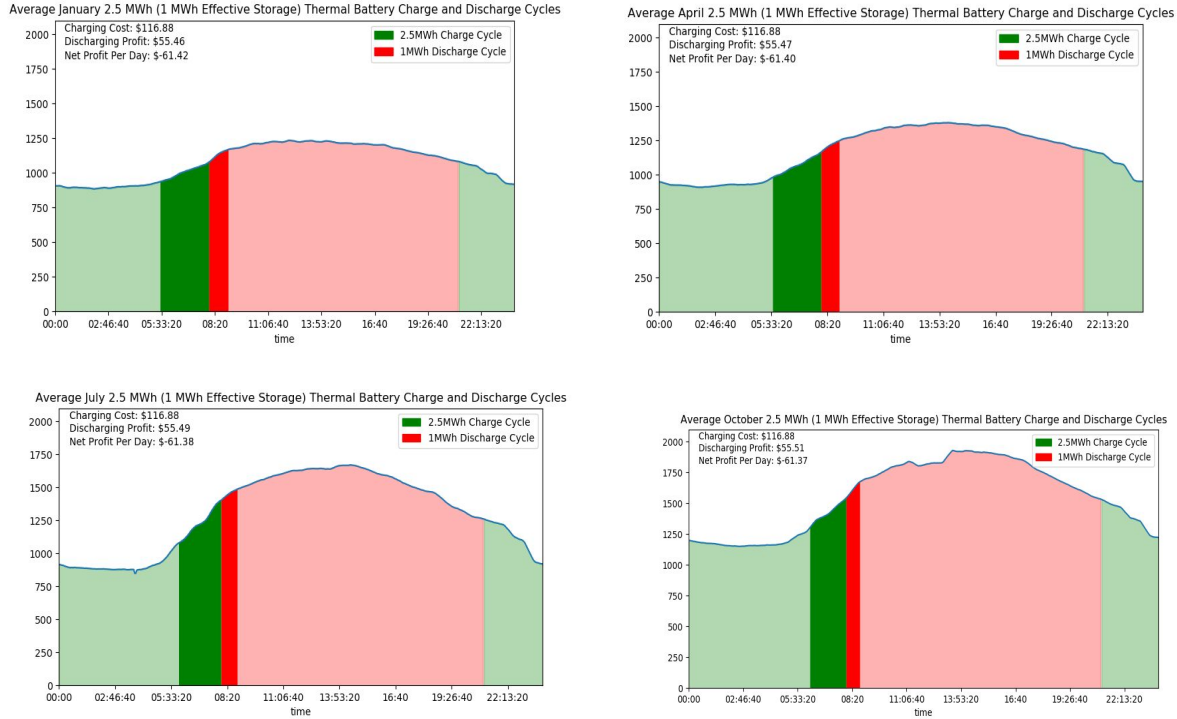 Average January 2.5 MWh (1 MWh Effective Storage) Thermal Battery Charge and Discharge Cycles
Charging Cost: $116.88
Discharging Profit: $55.46
Net Profit Per Day: $-61.42
2.5MWh Charge Cycle
1MWh Discharge Cycle
2000
1750
1500
1250
1000
750
500
250
0
00:00 02:46:40 05:33:20 08:20 11:06:40 13:53:20 16:40 19:26:40 22:13:20
time
Average April 2.5 MWh (1 MWh Effective Storage) Thermal Battery Charge and Discharge Cycles
Charging Cost: $116.88
Discharging Profit: $55.47
Net Profit Per Day: $-61.40
2.5MWh Charge Cycle
1MWh Discharge Cycle
2000
1750
1500
1250
1000
750
500
250
0
00:00 02:46:40 05:33:20 08:20 11:06:40 13:53:20 16:40 19:26:40 22:13:20
time
Average July 2.5 MWh (1 MWh Effective Storage) Thermal Battery Charge and Discharge Cycles
Charging Cost: $116.88
Discharging Profit: $55.49
Net Profit Per Day: $-61.38
2.5MWh Charge Cycle
1MWh Discharge Cycle
2000
1750
1500
1250
1000
750
500
250
0
00:00 02:46:40 05:33:20 08:20 11:06:40 13:53:20 16:40 19:26:40 22:13:20
time
Average October 2.5 MWh (1 MWh Effective Storage) Thermal Battery Charge and Discharge Cycles
Charging Cost: $116.88
Discharging Profit: $55.51
Net Profit Per Day: $-61.37
2.5MWh Charge Cycle
1MWh Discharge Cycle
2000
1750
1500
1250
1000
750
500
250
0
00:00 02:46:40 05:33:20 08:20 11:06:40 13:53:20 16:40 19:26:40 22:13:20
time